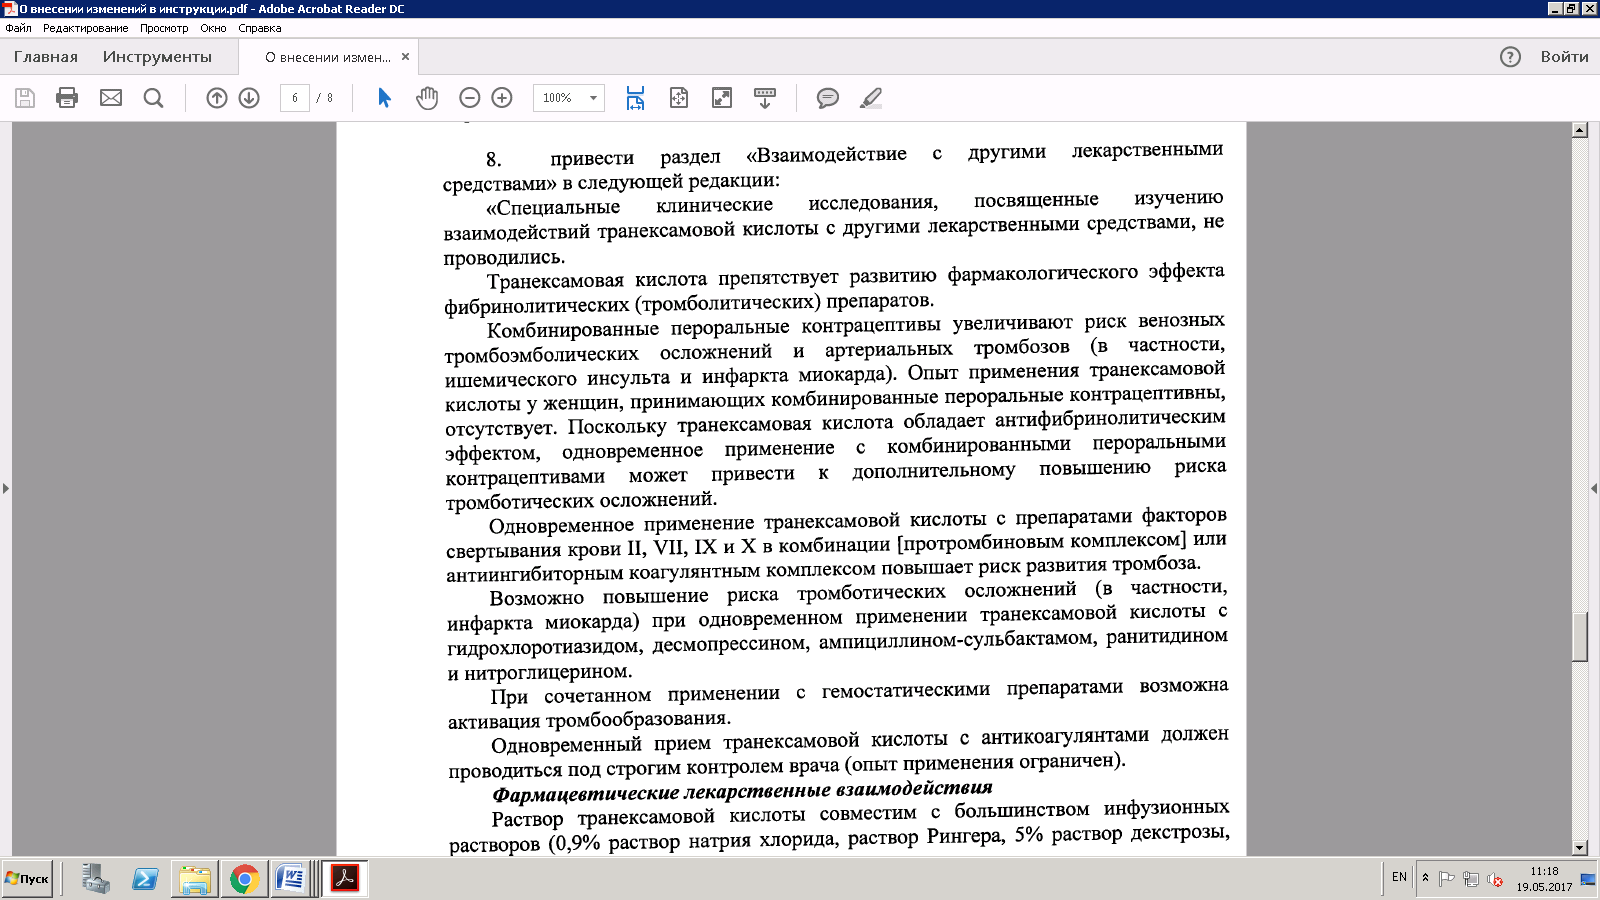 О внесении изменений в инструкции.pdf - Adobe Acrobat Reader DC
Файл Редактирование Просмотр Окно Справка
Главная Инструменты О внесении измен... × ? Войти
6 / 8 100%
8. привести раздел «Взаимодействие с другими лекарственными
средствами» в следующей редакции:
«Специальные клинические исследования, посвященные изучению
взаимодействий транексамовой кислоты с другими лекарственными средствами, не
проводились.
Транексамовая кислота препятствует развитию фармакологического эффекта
фибринолитических (тромболитических) препаратов.
Комбинированные пероральные контрацептивы увеличивают риск венозных
тромбоэмболических осложнений и артериальных тромбозов (в частности,
ишемического инсульта и инфаркта миокарда). Опыт применения транексамовой
кислоты у женщин, принимающих комбинированные пероральные контрацептивны,
отсутствует. Поскольку транексамовая кислота обладает антифибринолитическим
эффектом, одновременное применение с комбинированными пероральными
контрацептивами может привести к дополнительному повышению риска
тромботических осложнений.
Одновременное применение транексамовой кислоты с препаратами факторов
свертывания крови II, VII, IX и X в комбинации [протромбиновым комплексом] или
антиингибиторным коагулянтным комплексом повышает риск развития тромбоза.
Возможно повышение риска тромботических осложнений (в частности,
инфаркта миокарда) при одновременном применении транексамовой кислоты с
гидрохлоротиазидом, десмопрессином, ампициллином-сульбактамом, ранитидином
и нитроглицерином.
При сочетанном применении с гемостатическими препаратами возможна
активация тромбообразования.
Одновременный прием транексамовой кислоты с антикоагулянтами должен
проводиться под строгим контролем врача (опыт применения ограничен).
Фармацевтические лекарственные взаимодействия
Раствор транексамовой кислоты совместим с большинством инфузионных
растворов (0,9% раствор натрия хлорида, раствор Рингера, 5% раствор декстрозы,
Пуск EN 11:18
19.05.2017